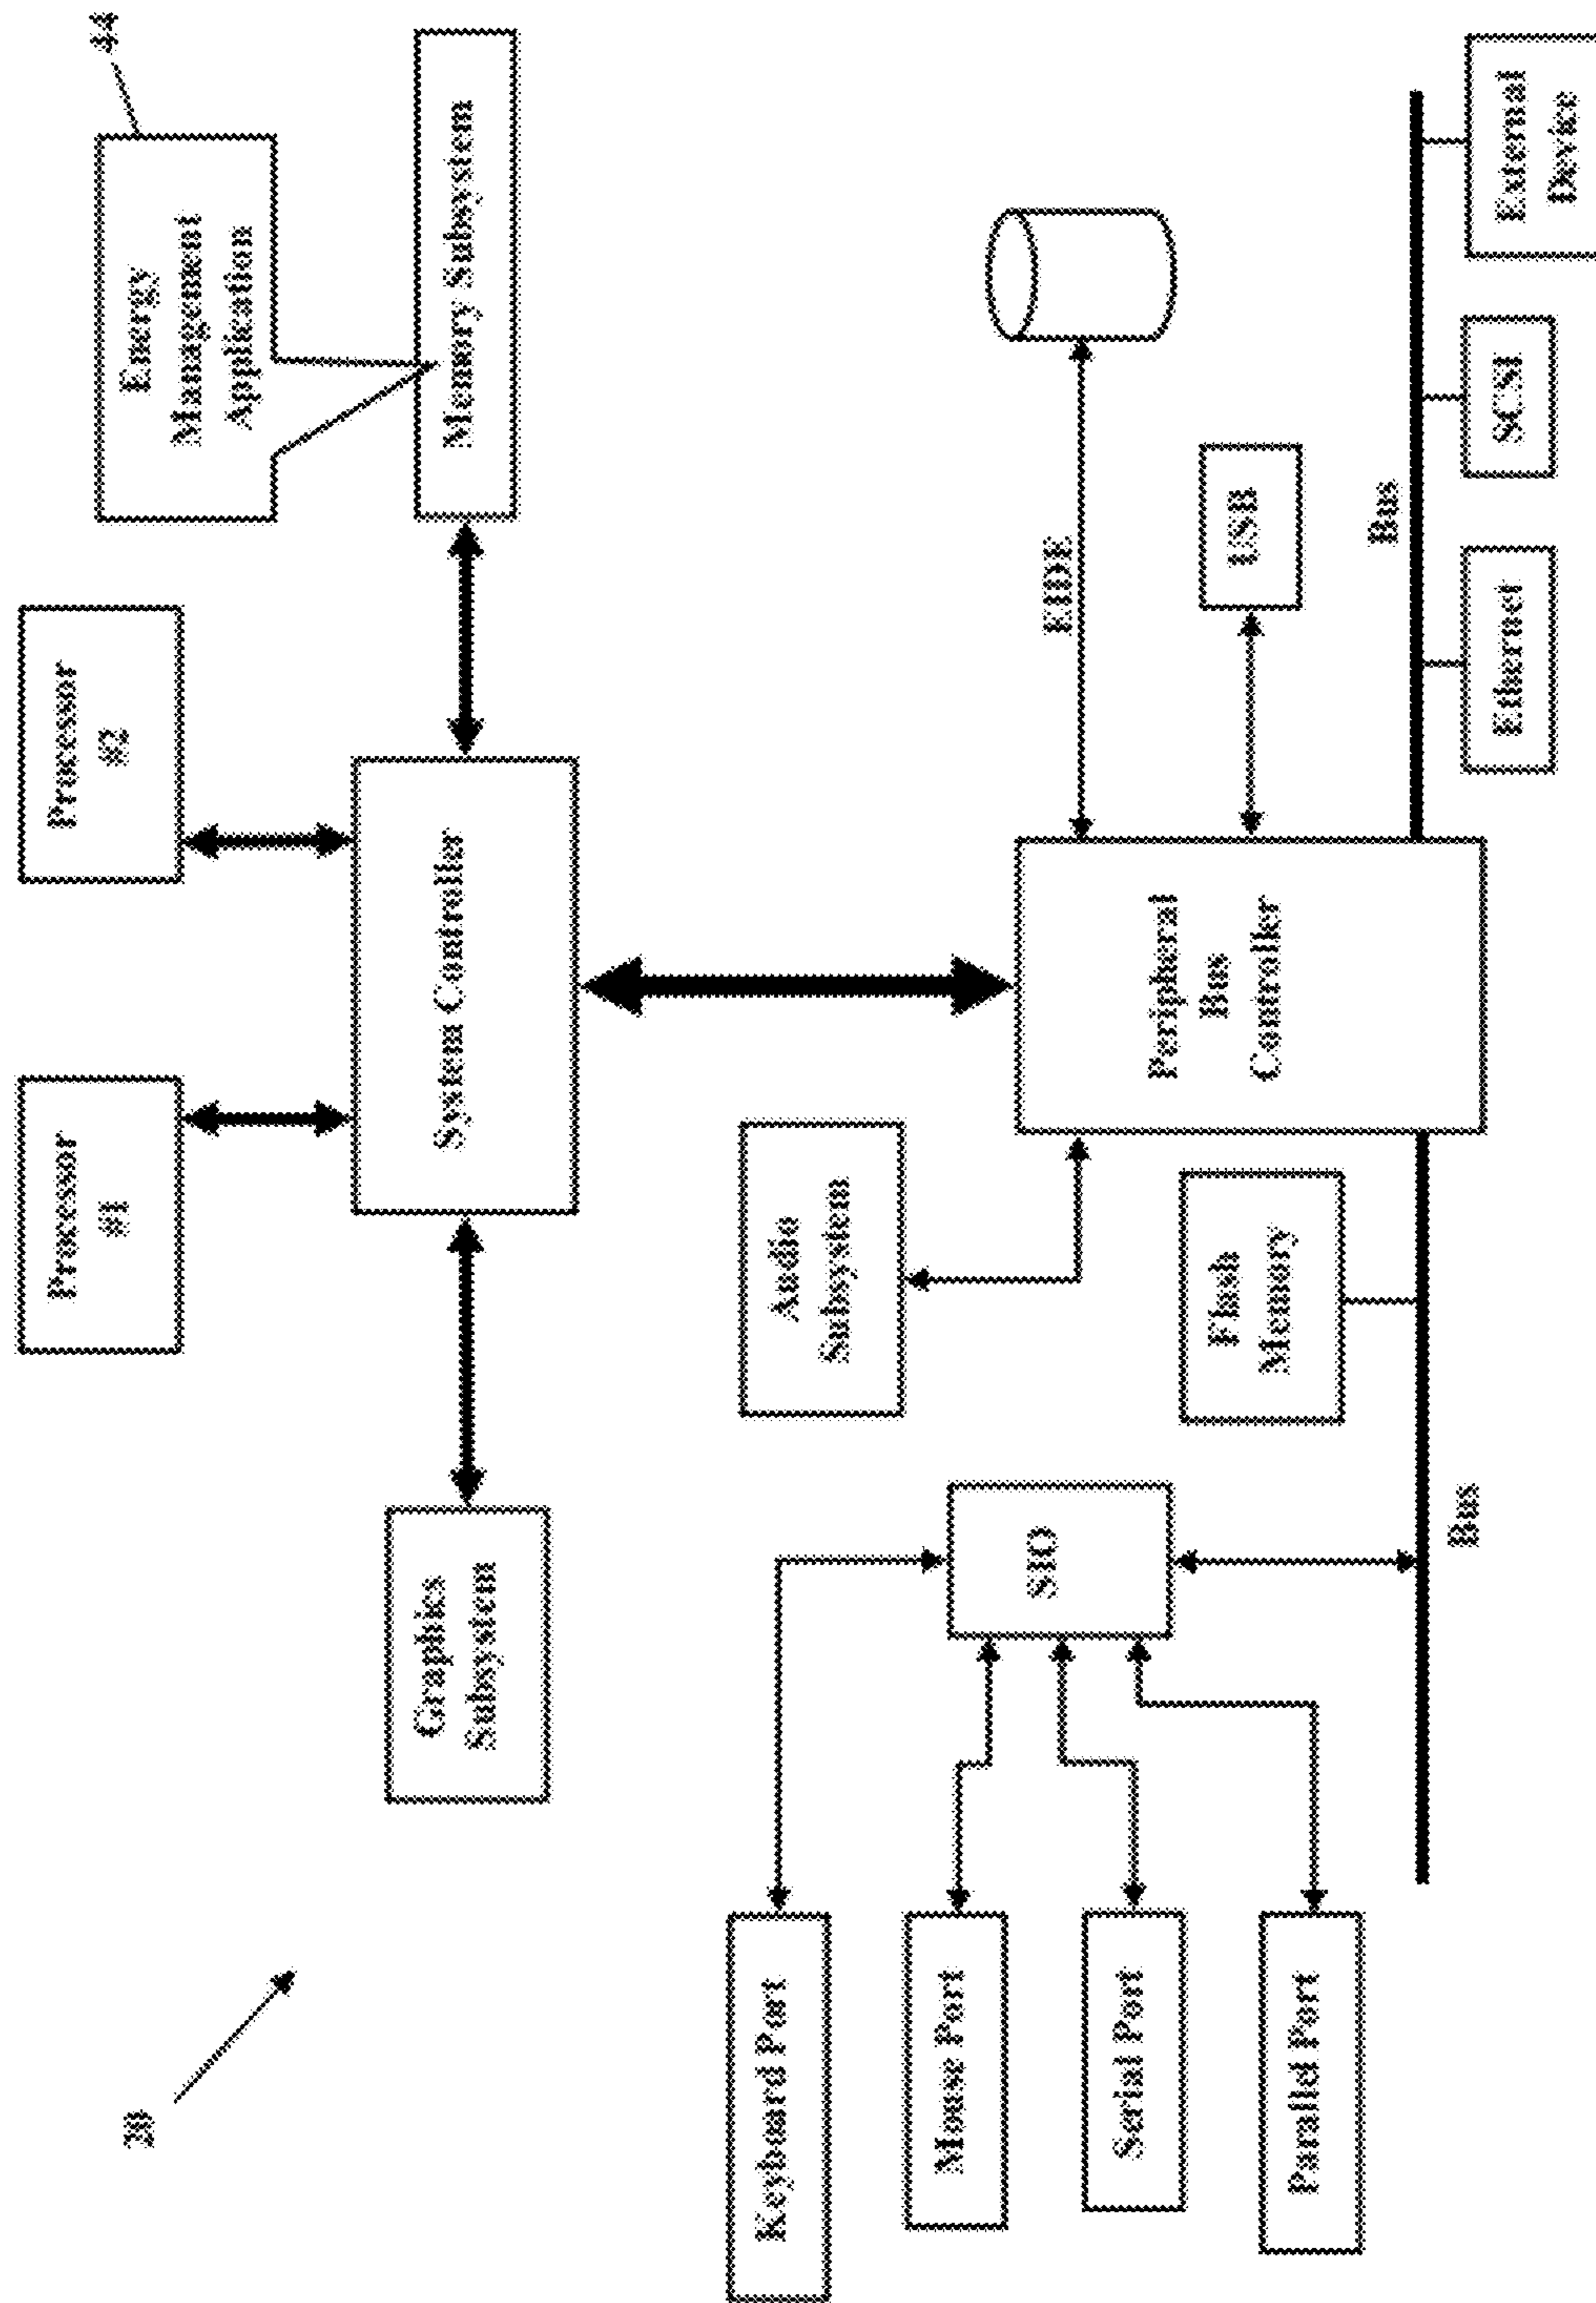 Processor
#1
Processor
#2
44
Energy
Management
Application
Graphics
Subsystem
System Controller
Memory Subsystem
Keyboard Port
Audio
Subsystem
Mouse Port
SIO
EIDE
Serial Port
Flash
Memory
Peripheral
Bus
Controller
USB
Parallel Port
Bus
Bus
Ethernet
SCSI
External
Device